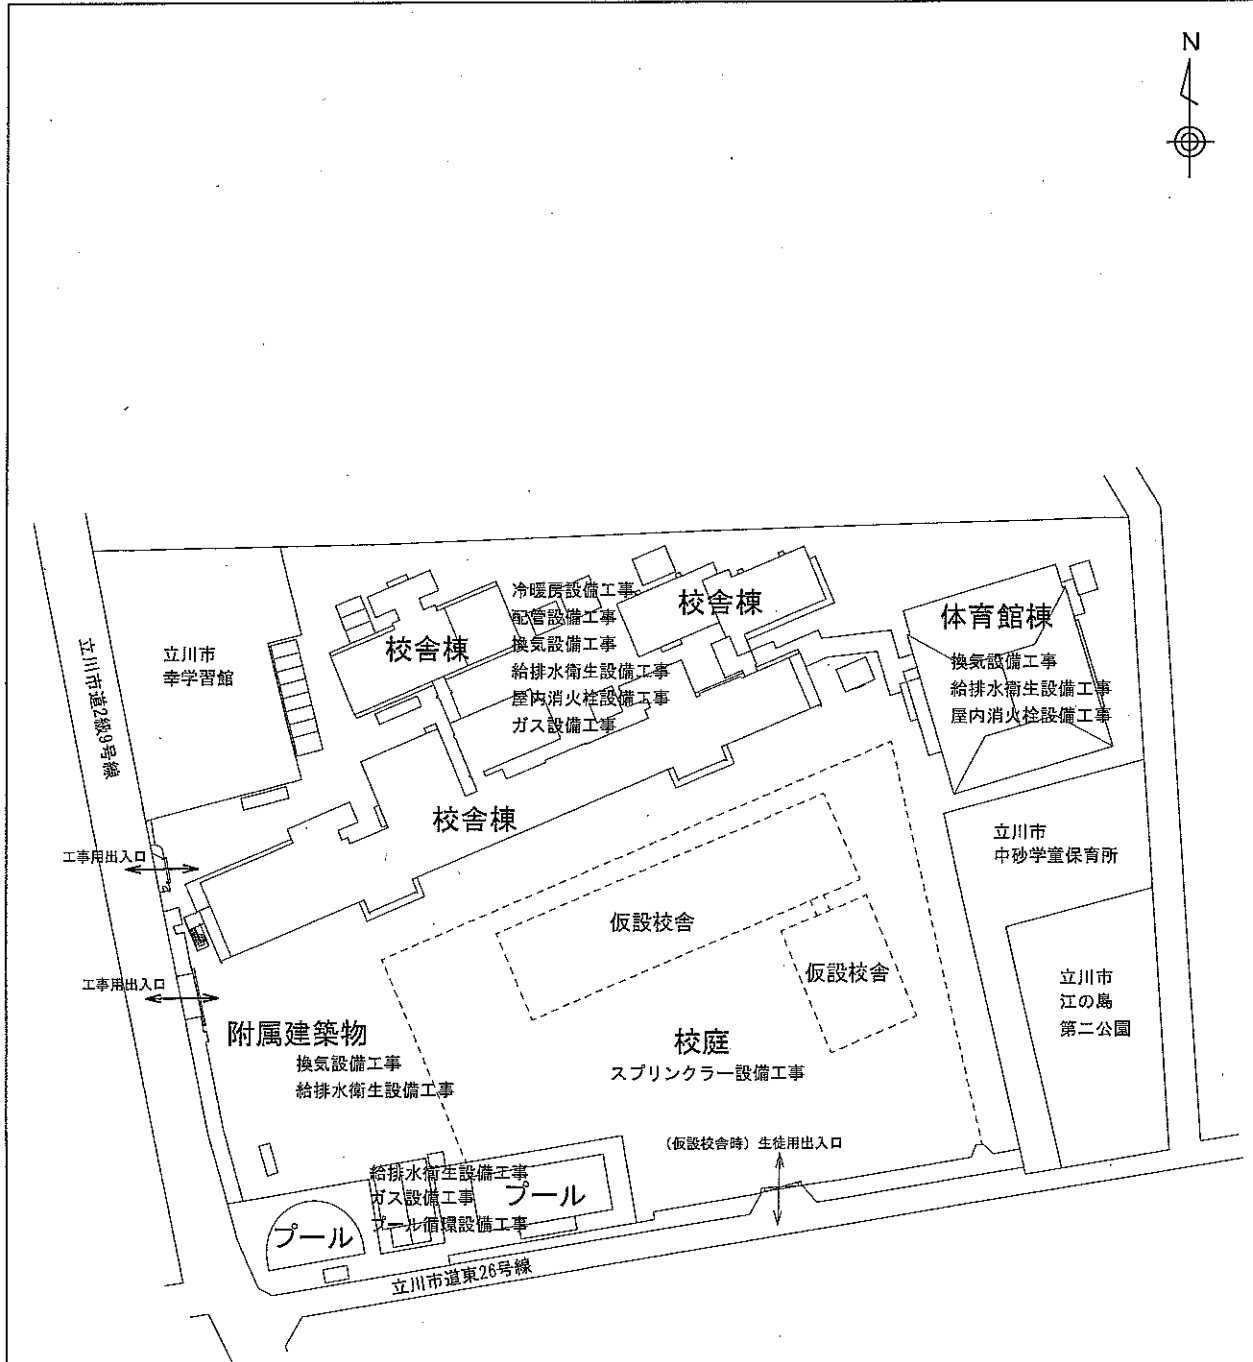 N
冷暖房設備工事
配管設備工事
換気設備工事
給排水衛生設備工事
屋内消火栓設備工事
ガス設備工事
校舎棟
校舎棟
体育館棟
換気設備工事
給排水衛生設備工事
屋内消火栓設備工事
立川市
幸学習館
立川市道2級9号線
校舎棟
工事用出入口
立川市
中砂学童保育所
仮設校舎
仮設校舎
工事用出入口
立川市
江の島
第二公園
附属建築物
換気設備工事
給排水衛生設備工事
校庭
スプリンクラー設備工事
(仮設校舎時) 生徒用出入口
給排水衛生設備工事
ガス設備工事
プール循環設備工事
プール
プール
立川市道東26号線